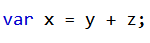 var x = y + z;